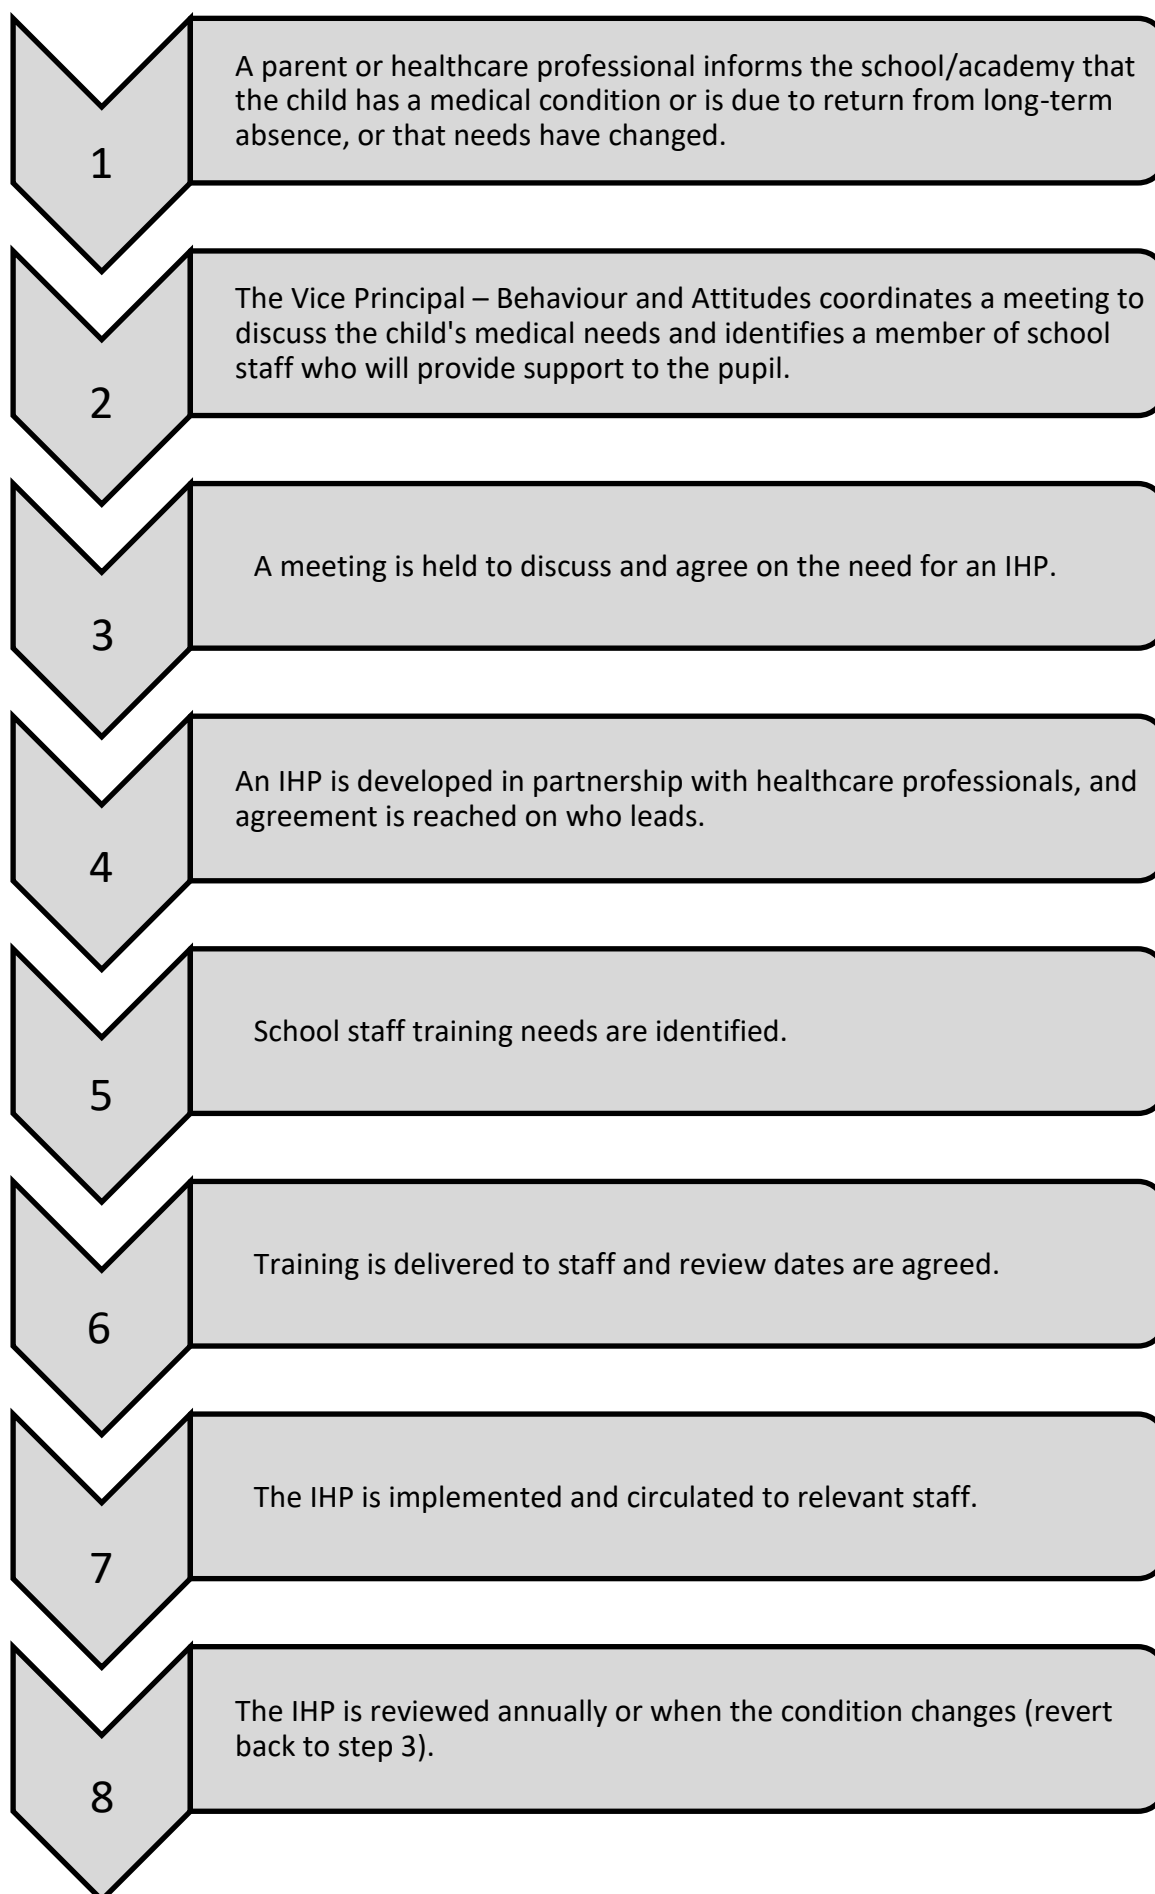 A parent or healthcare professional informs the school/academy that
the child has a medical condition or is due to return from long-term
absence, or that needs have changed.
1
The Vice Principal – Behaviour and Attitudes coordinates a meeting to
discuss the child's medical needs and identifies a member of school
staff who will provide support to the pupil.
2
A meeting is held to discuss and agree on the need for an IHP.
3
An IHP is developed in partnership with healthcare professionals, and
agreement is reached on who leads.
4
School staff training needs are identified.
5
Training is delivered to staff and review dates are agreed.
6
The IHP is implemented and circulated to relevant staff.
7
The IHP is reviewed annually or when the condition changes (revert
back to step 3).
8